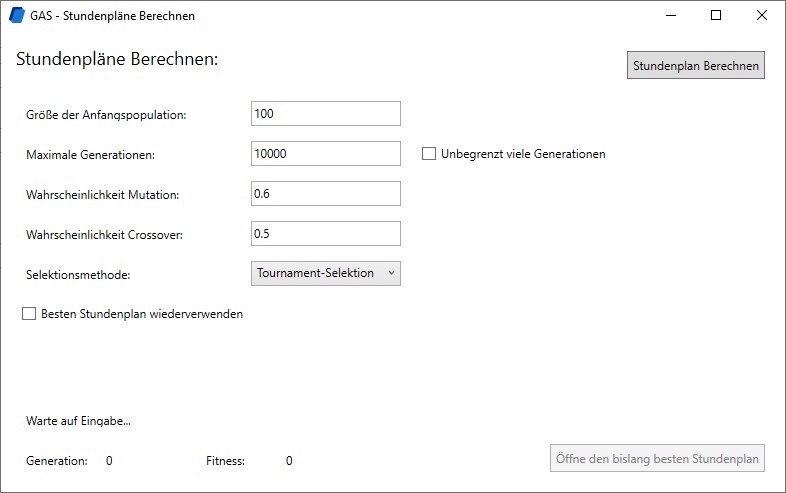 GAS - Stundenpläne Berechnen
Stundenpläne Berechnen:
Stundenplan Berechnen
Größe der Anfangspopulation:
100
Maximale Generationen:
10000
Unbegrenzt viele Generationen
Wahrscheinlichkeit Mutation:
0.6
Wahrscheinlichkeit Crossover:
0.5
Selektionsmethode:
Tournament-Selektion
Besten Stundenplan wiederverwenden
Warte auf Eingabe...
Generation: 0 Fitness: 0
Öffne den bislang besten Stundenplan